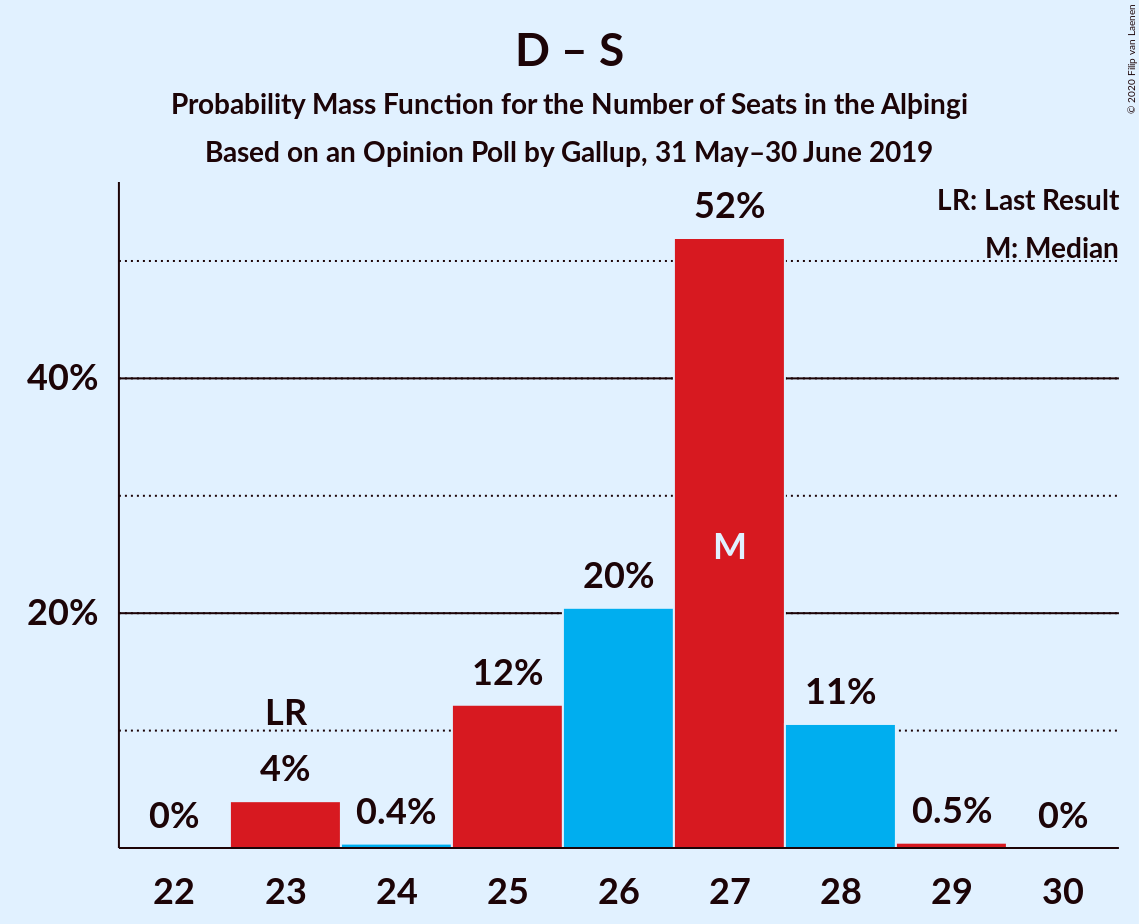 D – S
Probability Mass Function for the Number of Seats in the Alþingi
Based on an Opinion Poll by Gallup, 31 May–30 June 2019
© 2020 Filip van Laenen
LR: Last Result
M: Median
52%
40%
M
20%
20%
12%
11%
LR
4%
0%
0.4%
0.5%
0%
22 23 24 25 26 27 28 29 30